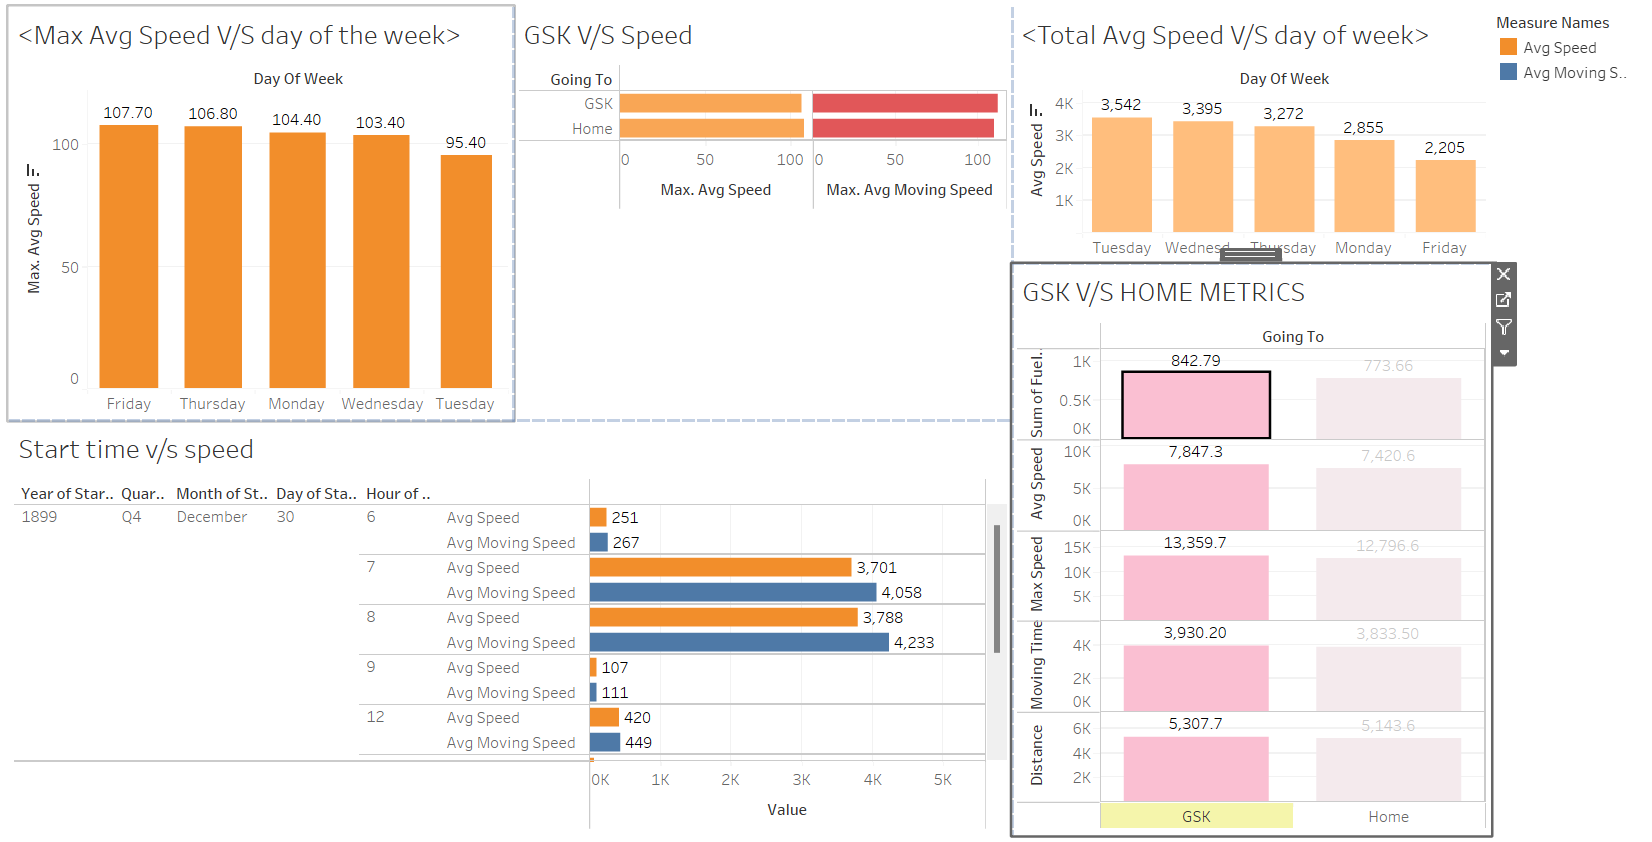 <Max Avg Speed V/S day of the week>
Day Of Week
107.70 106.80 104.40 103.40 95.40
100
50
0
Max. Avg Speed
Friday Thursday Monday Wednesday Tuesday
GSK V/S Speed
Going To
GSK
Home
0 50 100 0 50 100
Max. Avg Speed Max. Avg Moving Speed
<Total Avg Speed V/S day of week>
Day Of Week
4K
3K
2K
1K
Avg Speed
3,542 3,395 3,272 2,855 2,205
Tuesday Wednesd Thursday Monday Friday
Measure Names
Avg Speed
Avg Moving S..
Start time v/s speed
Year of Star.. Quar.. Month of St.. Day of Sta.. Hour of ..
1899 Q4 December 30 6 Avg Speed 251
Avg Moving Speed 267
7 Avg Speed 3,701
Avg Moving Speed 4,058
8 Avg Speed 3,788
Avg Moving Speed 4,233
9 Avg Speed 107
Avg Moving Speed 111
12 Avg Speed 420
Avg Moving Speed 449
0K 1K 2K 3K 4K 5K
Value
GSK V/S HOME METRICS
Going To
Sum of Fuel..
1K
0.5K
0K
842.79 773.66
Avg Speed
10K
5K
0K
7,847.3 7,420.6
Max Speed
15K
10K
5K
13,359.7 12,796.6
Moving Time
4K
2K
0K
3,930.20 3,833.50
Distance
6K
4K
2K
5,307.7 5,143.6
GSK Home